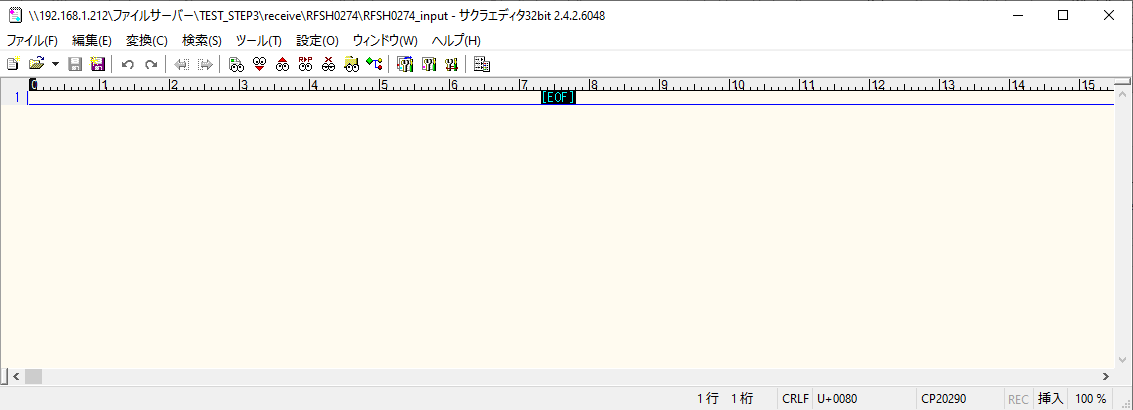 \\192.168.1.212\ファイルサーバー\TEST_STEP3\receive\RFSH0274\RFSH0274_input - サクラエディタ32bit 2.4.2.6048
ファイル(F) 編集(E) 変換(C) 検索(S) ツール(T) 設定(O) ウィンドウ(W) ヘルプ(H)
0 1 2 3 4 5 6 7 8 9 10 11 12 13 14 15
1 [EOF]
1 行 1 桁 CRLF U+0080 CP20290 REC 挿入 100 %